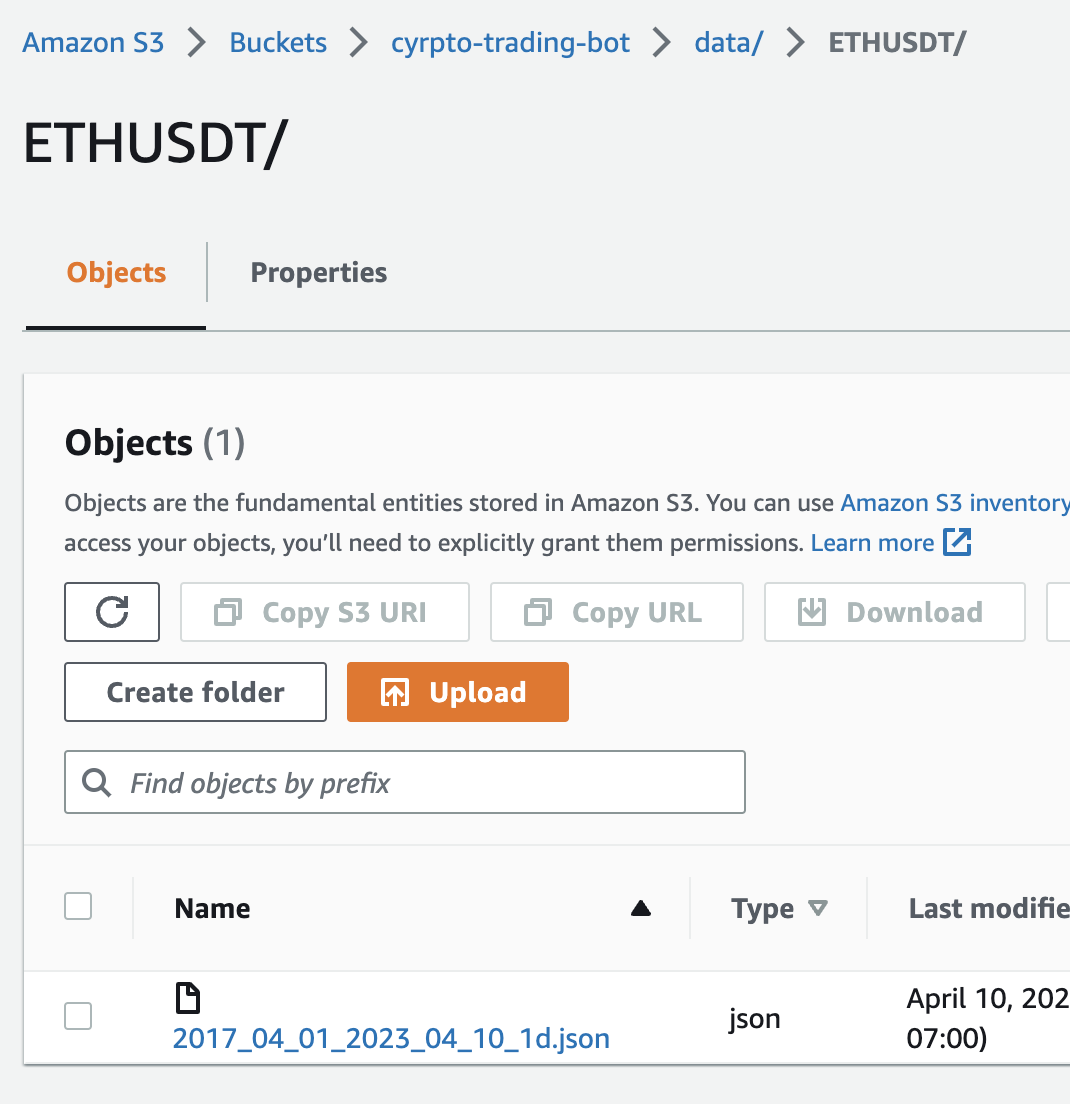 Amazon S3 > Buckets > cyrpto-trading-bot > data/ > ETHUSDT/
ETHUSDT/
Objects Properties
Objects (1)
Objects are the fundamental entities stored in Amazon S3. You can use Amazon S3 inventory
access your objects, you’ll need to explicitly grant them permissions. Learn more
Copy S3 URI Copy URL Download
Create folder Upload
Find objects by prefix
Name Type Last modifie
2017_04_01_2023_04_10_1d.json json April 10, 202
07:00)